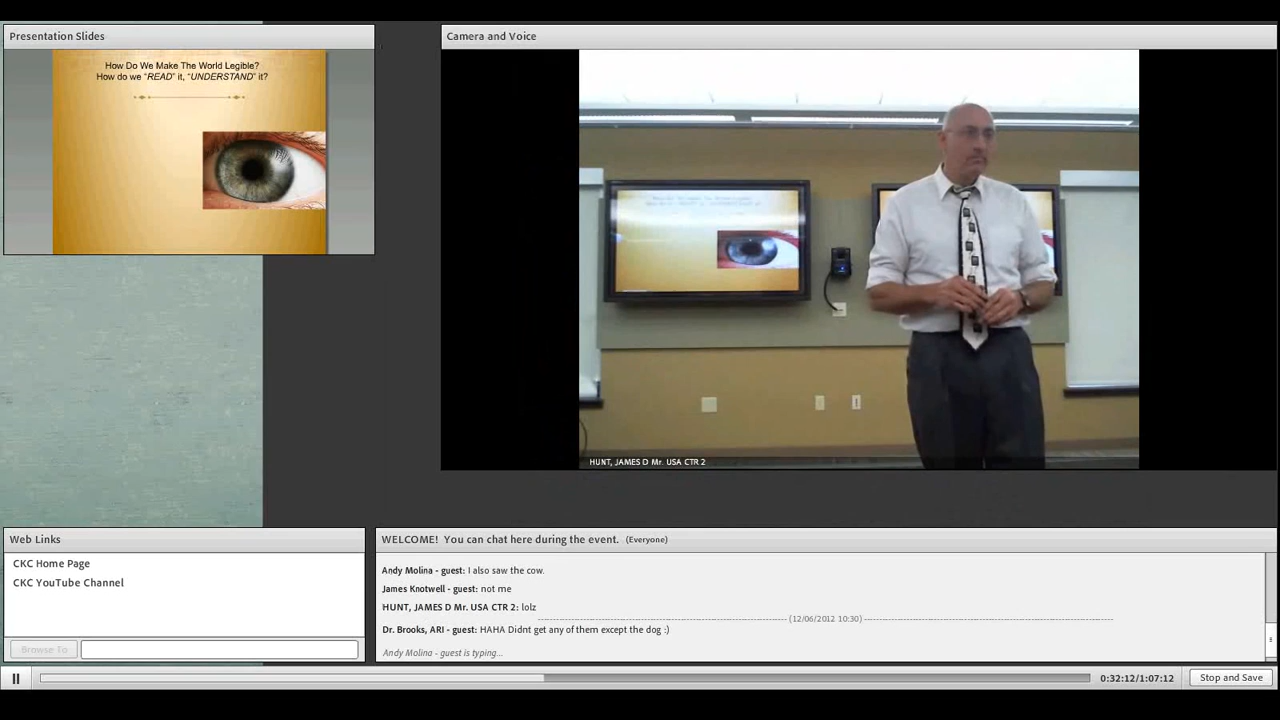 Presentation Slides
How Do We Make The World Legible?
How do we "READ" it, "UNDERSTAND" it?
Camera and Voice
HUNT, JAMES D Mr. USA CTR 2
Web Links
CKC Home Page
CKC YouTube Channel
Browse To
WELCOME! You can chat here during the event. (Everyone)
Andy Molina - guest: I also saw the cow.
James Knotwell - guest: not me
HUNT, JAMES D Mr. USA CTR 2: lolz
(12/06/2012 10:30)
Dr. Brooks, ARI - guest: HAHA Didnt get any of them except the dog :)
Andy Molina - guest is typing...
0:32:12/1:07:12
Stop and Save